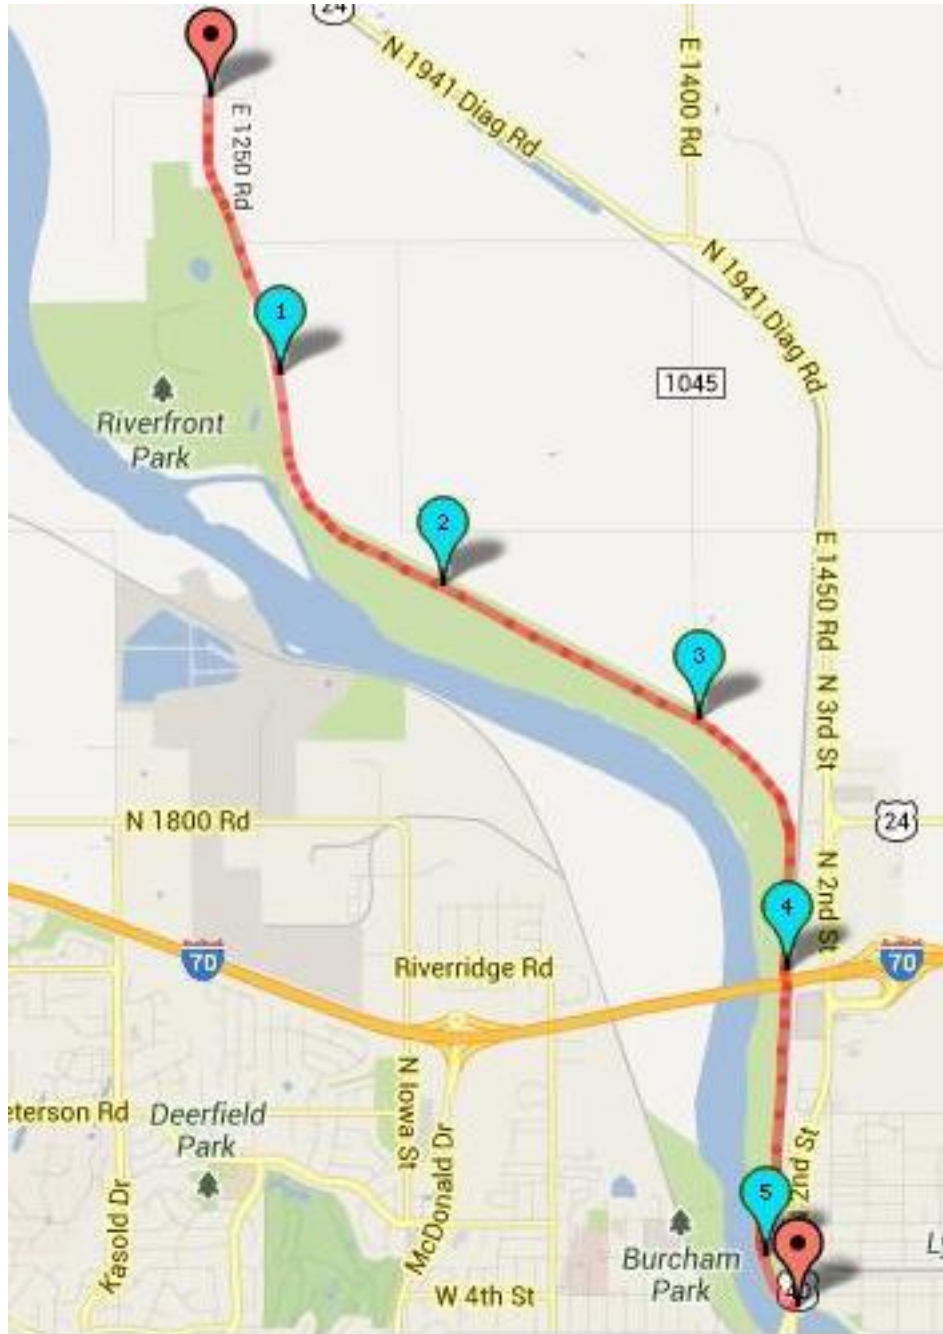 24
N 1941 Diag Rd
E 1400 Rd
E 1250 Rd
N 1941 Diag Rd
1
1045
Riverfront
Park
2
E 1450 Rd
3
N 3rd St
N 1800 Rd
24
N 2nd St
4
70
Riverridge Rd
70
N Iowa St
McDonald Dr
eterson Rd
Deerfield
Park
2nd St
Kasold Dr
5
Burcham
Park
Ly
40
W 4th St